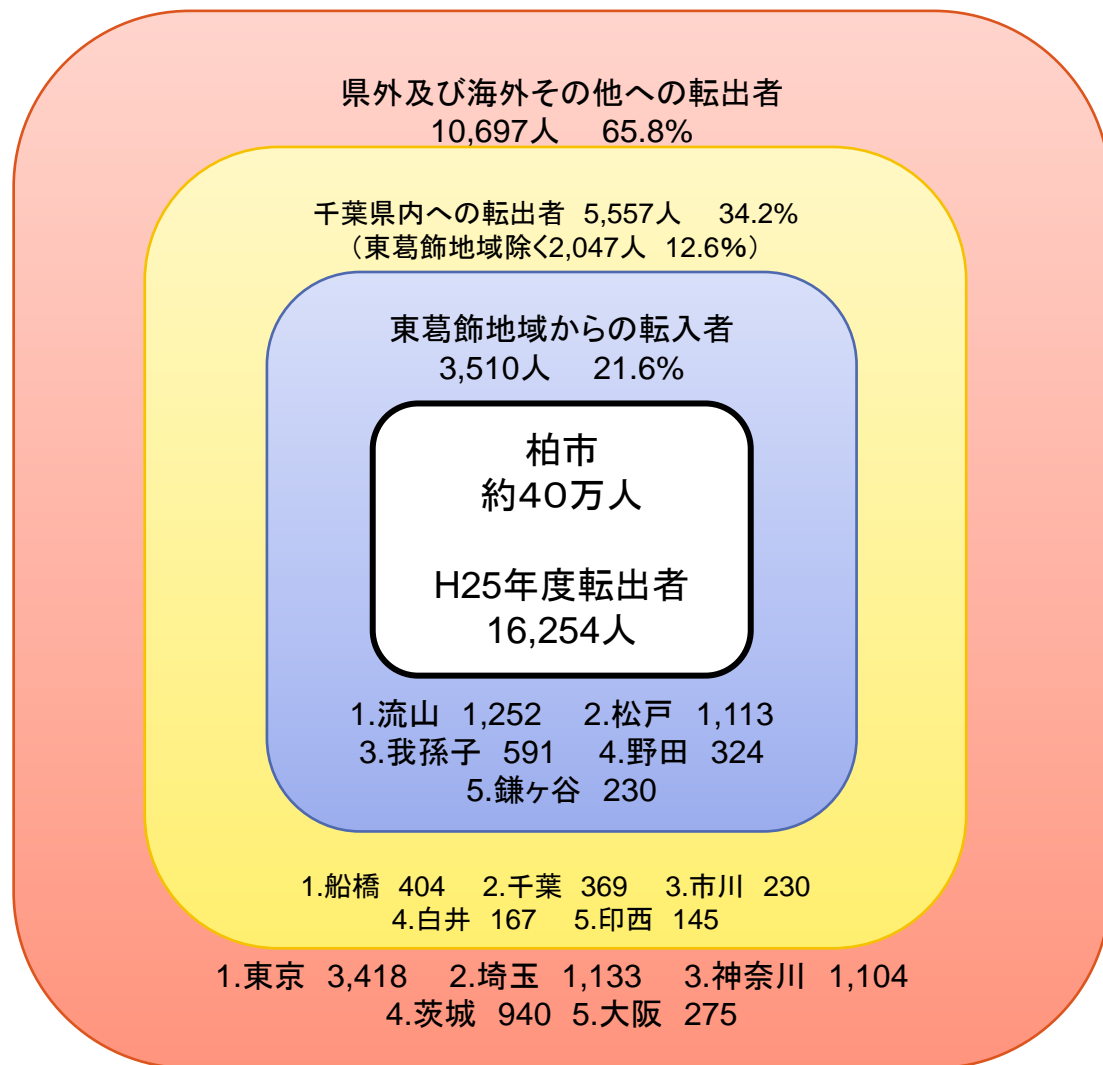 県外及び海外その他への転出者
10,697人 65.8%
千葉県内への転出者 5,557人 34.2%
（東葛飾地域除く2,047人 12.6％）
東葛飾地域からの転入者
3,510人 21.6%
柏市
約４０万人
H25年度転出者
16,254人
1.流山 1,252 2.松戸 1,113
3.我孫子 591 4.野田 324
5.鎌ヶ谷 230
1.船橋 404 2.千葉 369 3.市川 230
4.白井 167 5.印西 145
1.東京 3,418 2.埼玉 1,133 3.神奈川 1,104
4.茨城 940 5.大阪 275